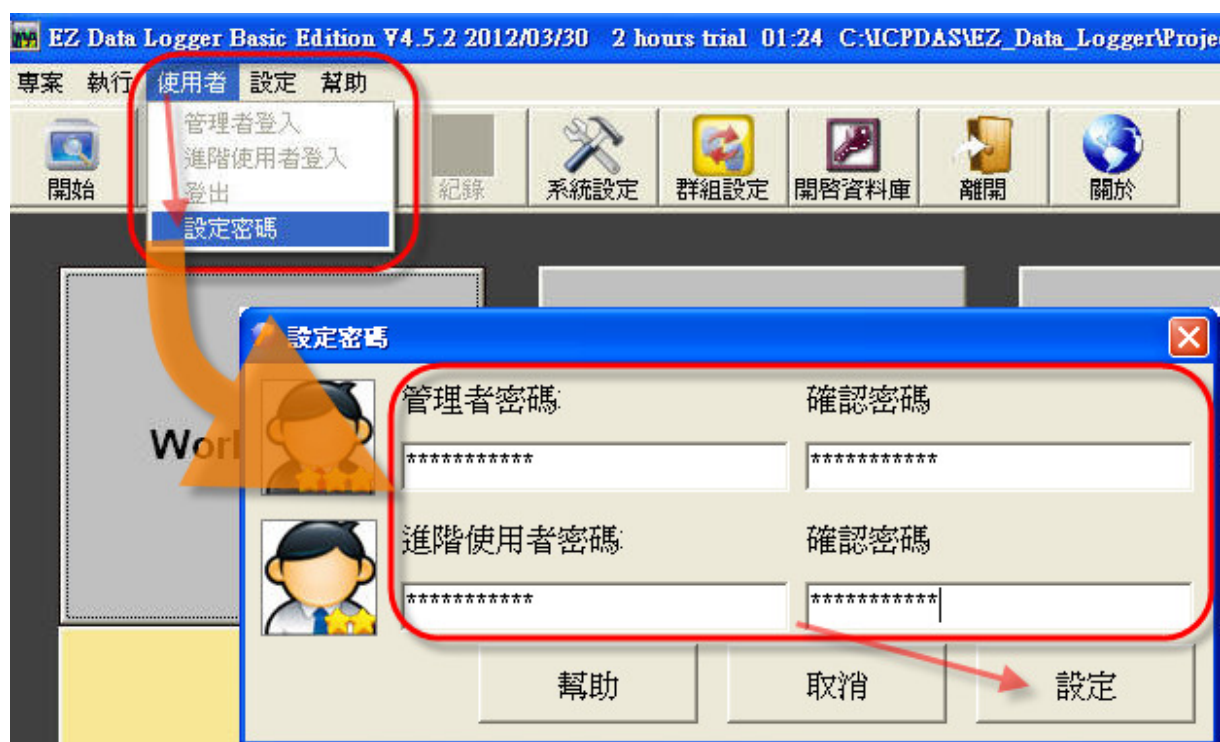 EZ Data Logger Basic Edition V4.5.2 2012/03/30 2 hours trial 01:24 C:\ICPDAS\EZ_Data_Logger\Proje
專案 執行 使用者 設定 幫助
管理者登入
進階使用者登入
登出
設定密碼
開始 紀錄 系統設定 群組設定 開啓資料庫 離開 關於
設定密碼
管理者密碼: 確認密碼
*********** ***********
Worl
進階使用者密碼: 確認密碼
*********** ***********
幫助 取消 設定